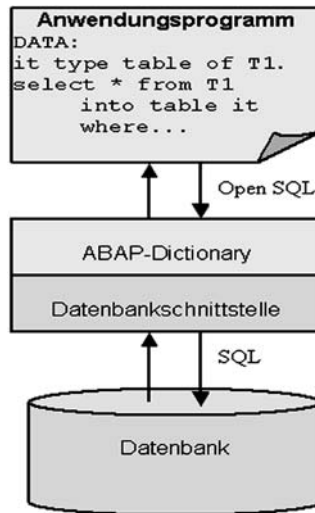 Anwendungsprogramm
DATA:
it type table of T1.
select * from T1
into table it
where...
Open SQL
ABAP-Dictionary
Datenbankschnittstelle
SQL
Datenbank